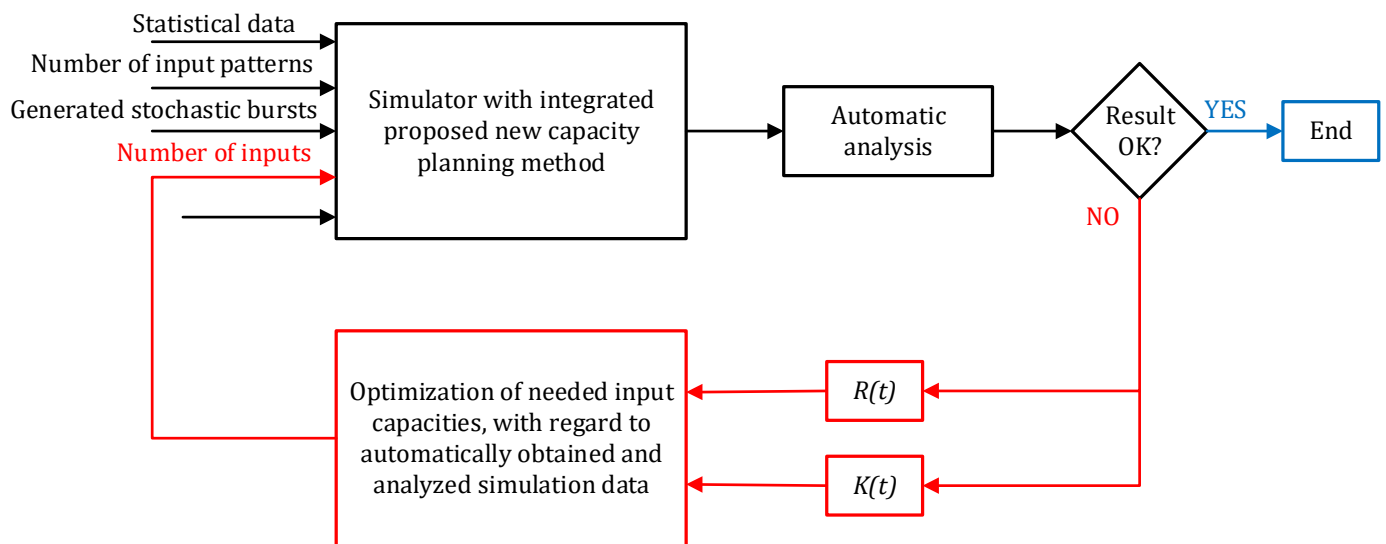 Statistical data
Number of input patterns
Generated stochastic bursts
Number of inputs
Simulator with integrated
proposed new capacity
planning method
Automatic
analysis
Result
OK?
YES
End
NO
R(t)
K(t)
Optimization of needed input
capacities, with regard to
automatically obtained and
analyzed simulation data